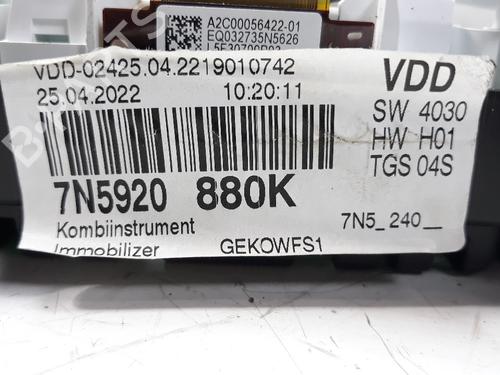 A2C00056422-01
EQ032735N5626
VDD-02425.04.2219010742
25.04.2022 10:20:11
VDD
SW 4030
HW H01
TGS 04S
7N5920 880K
Kombiinstrument
7N5_240__
Immobilizer GEKOWFS1